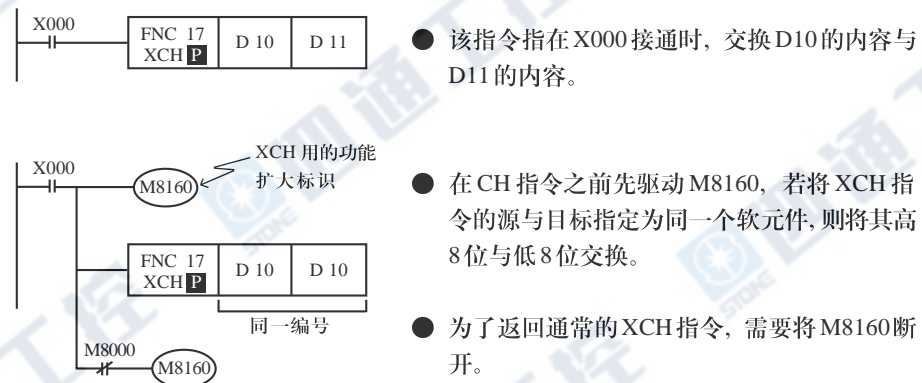 X000
FNC 17
XCH P
D 10
D 11
● 该指令指在X000接通时, 交换D10的内容与
D11的内容。
X000
M8160
XCH 用的功能
扩大标识
FNC 17
XCH P
D 10
D 10
同一编号
M8000
M8160
● 在CH 指令之前先驱动M8160, 若将 XCH 指
令的源与目标指定为同一个软元件, 则将其高
8位与低8位交换。
● 为了返回通常的XCH指令, 需要将M8160断
开。
四通工控
STONE